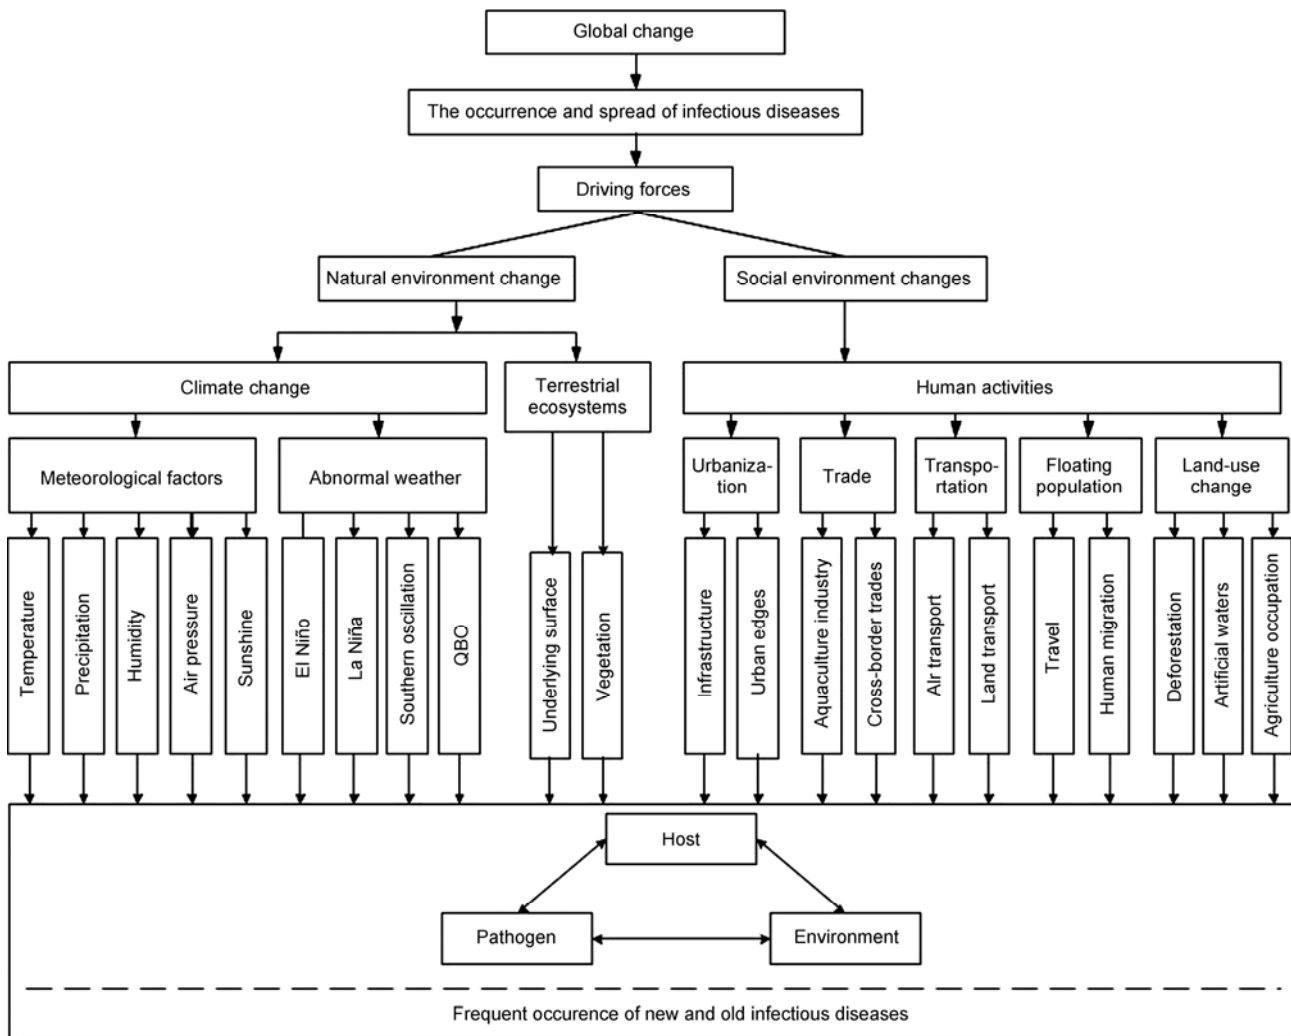 Global change
The occurrence and spread of infectious diseases
Driving forces
Natural environment change
Social environment changes
Climate change
Terrestrial
ecosystems
Human activities
Meteorological factors
Abnormal weather
Urbaniza-
tion
Trade
Transpo-
rtation
Floating
population
Land-use
change
Temperature
Precipitation
Humidity
Air pressure
Sunshine
El Niño
La Niña
Southern oscillation
QBO
Underlying surface
Vegetation
Infrastructure
Urban edges
Aquaculture industry
Cross-border trades
AIr transport
Land transport
Travel
Human migration
Deforestation
Artificial waters
Agriculture occupation
Host
Pathogen
Environment
Frequent occurence of new and old infectious diseases